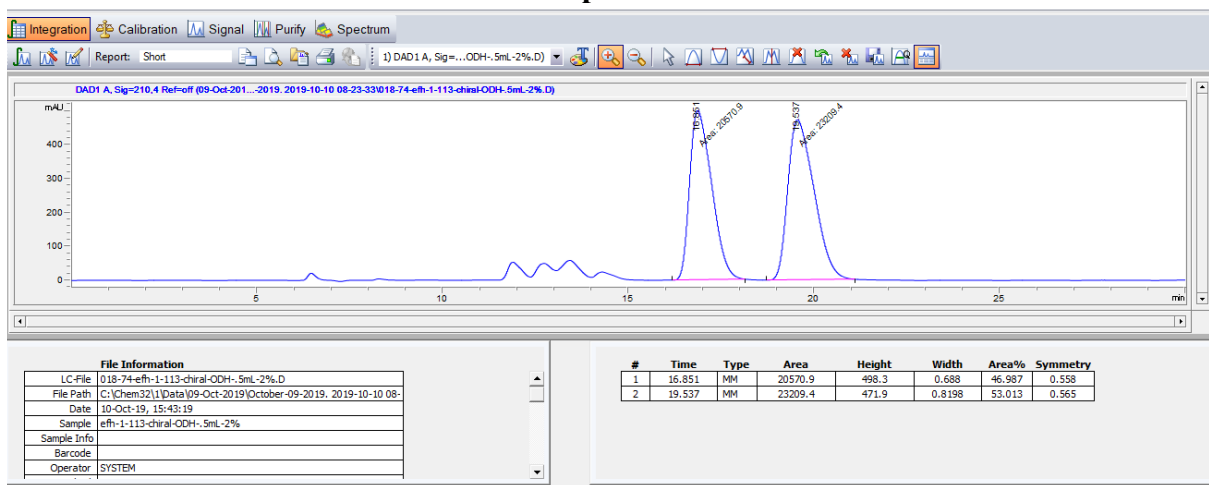 Integration Calibration Signal Purify Spectrum
Report: Short 1) DAD1 A, Sig=...ODH-.5mL-2%.D)
DAD1 A, Sig=210,4 Ref=off (09-Oct-201...-2019. 2019-10-10 08-23-33\018-74-efh-1-113-chiral-ODH-.5mL-2%.D)
mAU
400
300
200
100
0
16.851
Area: 20570.9
19.537
Area: 23209.4
5 10 15 20 25 min
File Information
LC-File 018-74-efh-1-113-chiral-ODH-.5mL-2%.D
File Path C:\Chem32\1\Data\09-Oct-2019\October-09-2019. 2019-10-10 08-
Date 10-Oct-19, 15:43:19
Sample efh-1-113-chiral-ODH-.5mL-2%
Sample Info
Barcode
Operator SYSTEM
# Time Type Area Height Width Area% Symmetry
1 16.851 MM 20570.9 498.3 0.688 46.987 0.558
2 19.537 MM 23209.4 471.9 0.8198 53.013 0.565